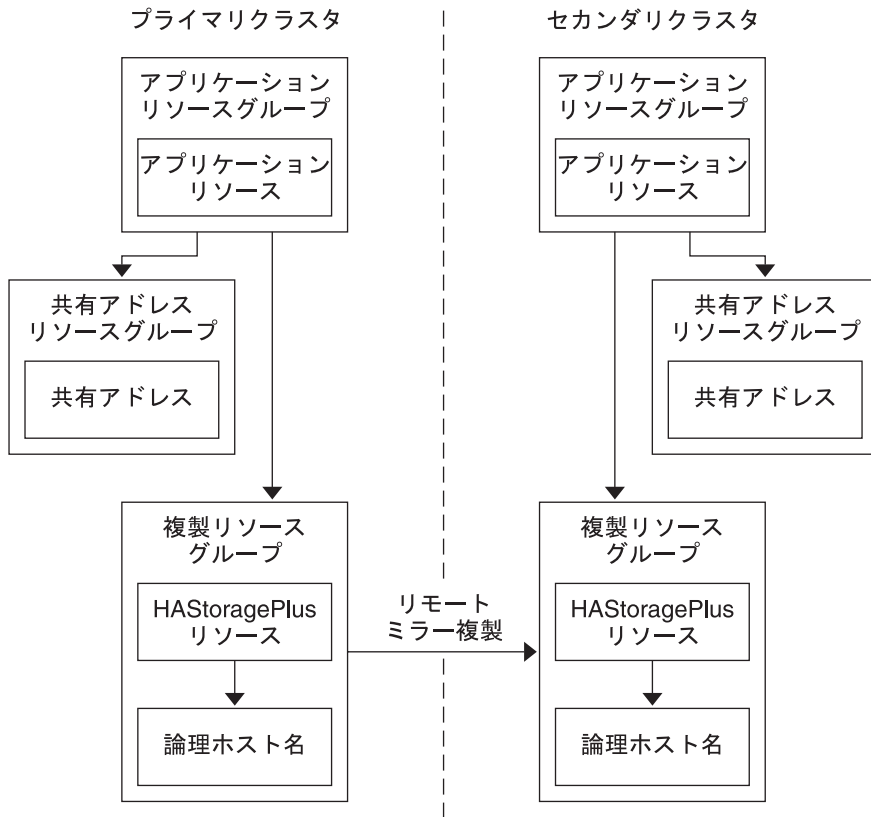 プライマリクラスタ
セカンダリクラスタ
アプリケーション
リソースグループ
アプリケーション
リソース
アプリケーション
リソースグループ
アプリケーション
リソース
共有アドレス
リソースグループ
共有アドレス
共有アドレス
リソースグループ
共有アドレス
複製リソース
グループ
HAStoragePlus
リソース
論理ホスト名
リモート
ミラー複製
複製リソース
グループ
HAStoragePlus
リソース
論理ホスト名